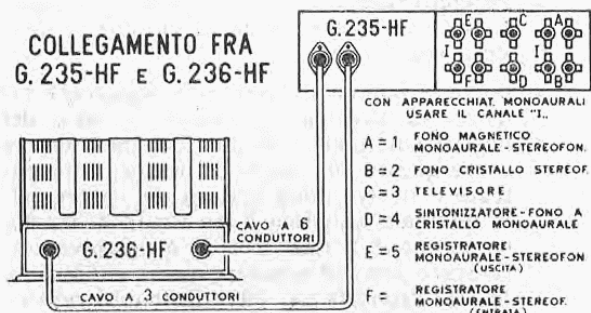 COLLEGAMENTO FRA
G.235-HF E G.236-HF
G.235-HF
E C A
I I
F D B
CON APPARECCHIAT. MONOAURALI
USARE IL CANALE "I„
A = 1 FONO MAGNETICO
MONOAURALE-STEREOFON.
B = 2 FONO CRISTALLO STEREOF.
C = 3 TELEVISORE
D = 4 SINTONIZZATORE-FONO A
CRISTALLO MONOAURALE
E = 5 REGISTRATORE
MONOAURALE-STEREOFON
(USCITA)
F = REGISTRATORE
MONOAURALE-STEREOF.
(ENTRATA)
G.236-HF
CAVO A 6
CONDUTTORI
CAVO A 3 CONDUTTORI